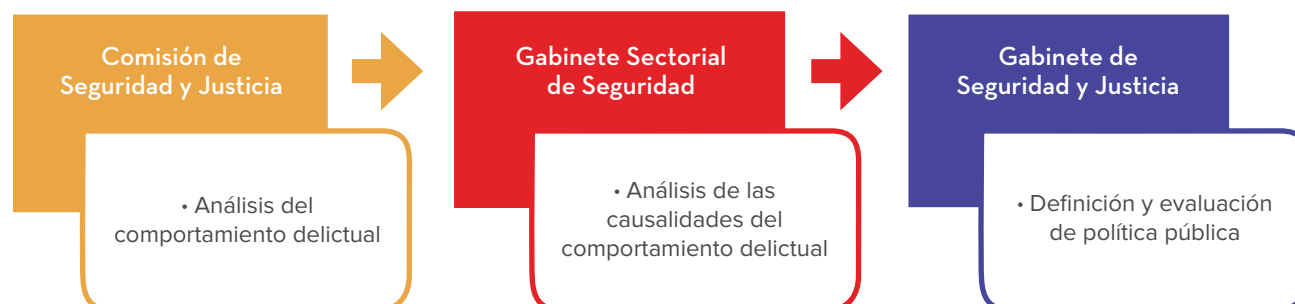 Comisión de
Seguridad y Justicia
• Análisis del
comportamiento delictual
Gabinete Sectorial
de Seguridad
• Análisis de las
causalidades del
comportamiento delictual
Gabinete de
Seguridad y Justicia
• Definición y evaluación
de política pública